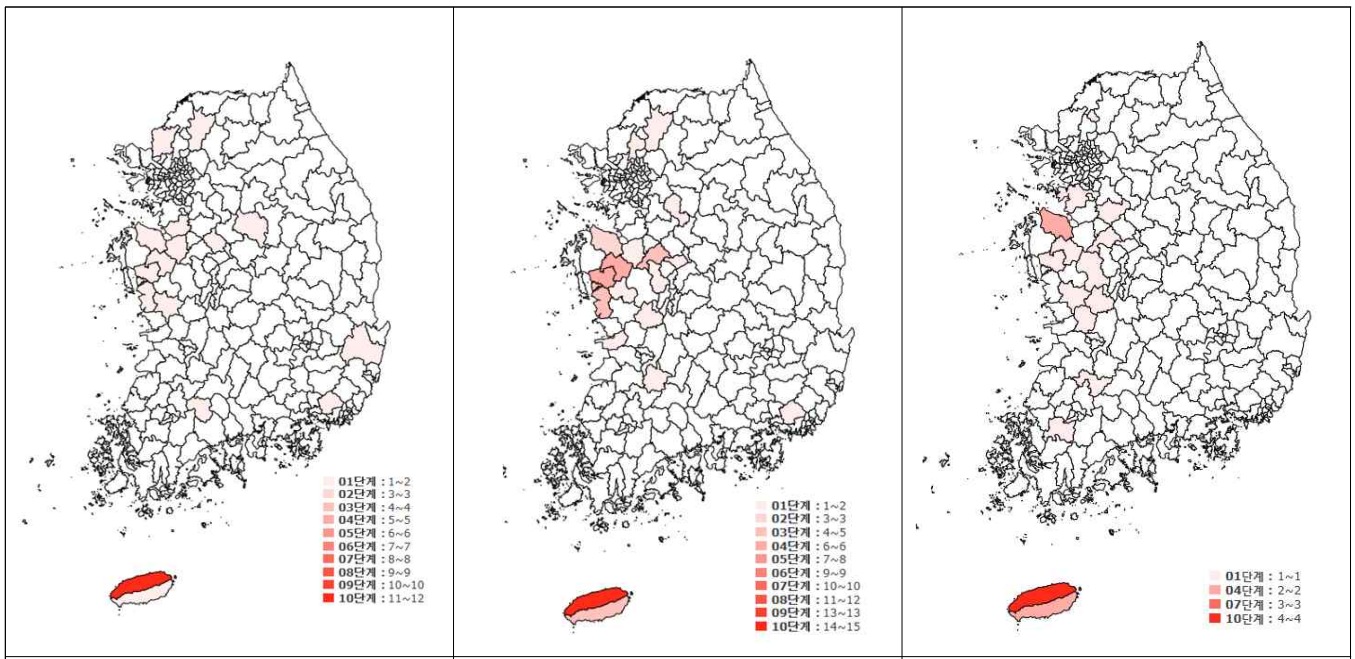 01단계 : 1~2
02단계 : 3~3
03단계 : 4~4
04단계 : 5~5
05단계 : 6~6
06단계 : 7~7
07단계 : 8~8
08단계 : 9~9
09단계 : 10~10
10단계 : 11~12
01단계 : 1~2
02단계 : 3~3
03단계 : 4~5
04단계 : 6~6
05단계 : 7~8
06단계 : 9~9
07단계 : 10~10
08단계 : 11~12
09단계 : 13~13
10단계 : 14~15
01단계 : 1~1
04단계 : 2~2
07단계 : 3~3
10단계 : 4~4